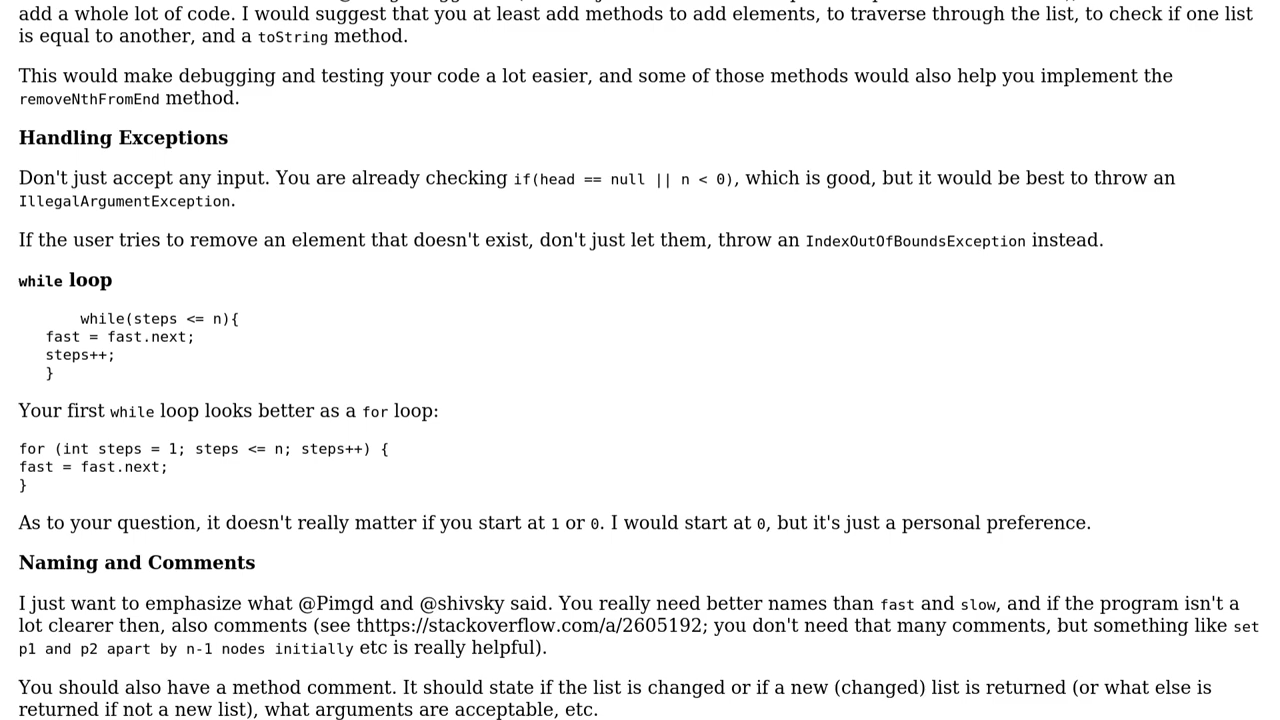 add a whole lot of code. I would suggest that you at least add methods to add elements, to traverse through the list, to check if one list
is equal to another, and a toString method.
This would make debugging and testing your code a lot easier, and some of those methods would also help you implement the
removeNthFromEnd method.
Handling Exceptions
Don't just accept any input. You are already checking if(head == null || n < 0), which is good, but it would be best to throw an
IllegalArgumentException.
If the user tries to remove an element that doesn't exist, don't just let them, throw an IndexOutOfBoundsException instead.
while loop
while(steps <= n){
fast = fast.next;
steps++;
}
Your first while loop looks better as a for loop:
for (int steps = 1; steps <= n; steps++) {
fast = fast.next;
}
As to your question, it doesn't really matter if you start at 1 or 0. I would start at 0, but it's just a personal preference.
Naming and Comments
I just want to emphasize what @Pimgd and @shivsky said. You really need better names than fast and slow, and if the program isn't a
lot clearer then, also comments (see thttps://stackoverflow.com/a/2605192; you don't need that many comments, but something like set
p1 and p2 apart by n-1 nodes initially etc is really helpful).
You should also have a method comment. It should state if the list is changed or if a new (changed) list is returned (or what else is
returned if not a new list), what arguments are acceptable, etc.